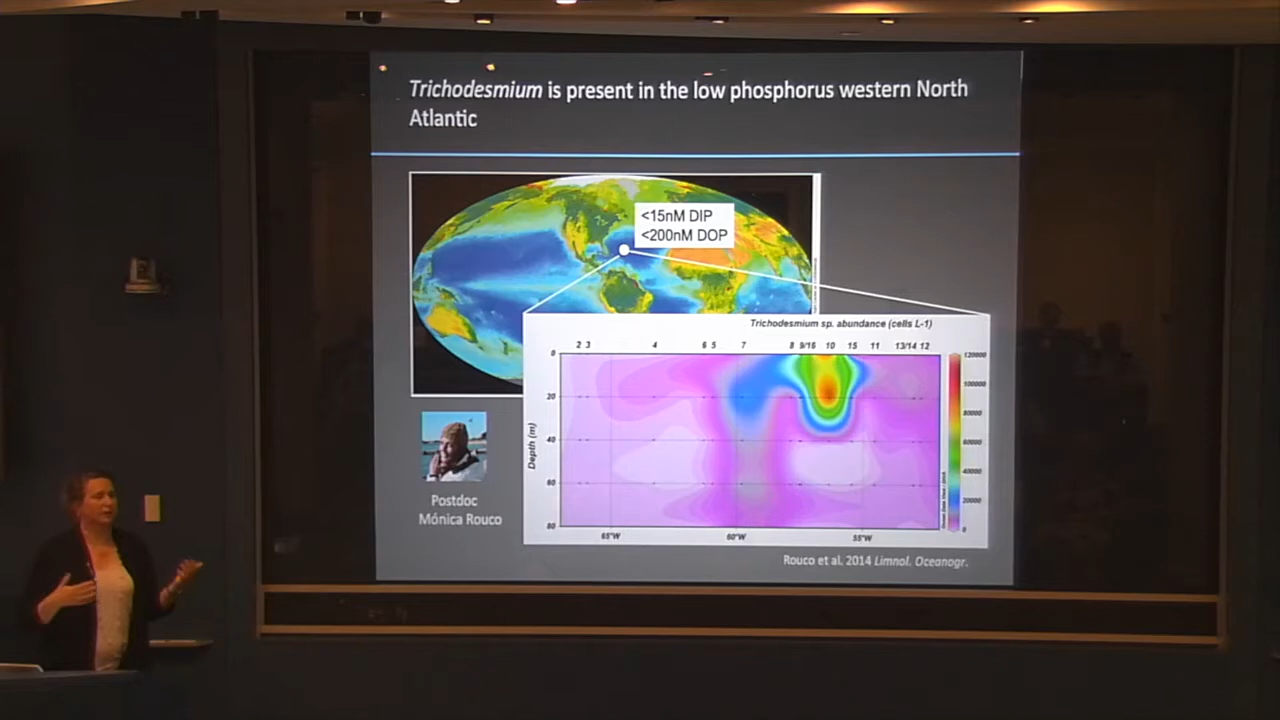 Trichodesmium is present in the low phosphorus western North
Atlantic
<15nM DIP
<200nM DOP
Trichodesmium sp. abundance (cells L-1)
2 3 4 6 5 7 8 9/16 10 15 11 13/14 12
0
20
40
60
80
Depth (m)
120000
100000
80000
60000
40000
20000
0
65°W 60°W 55°W
Postdoc
Mónica Rouco
Rouco et al. 2014 Limnol. Oceanogr.